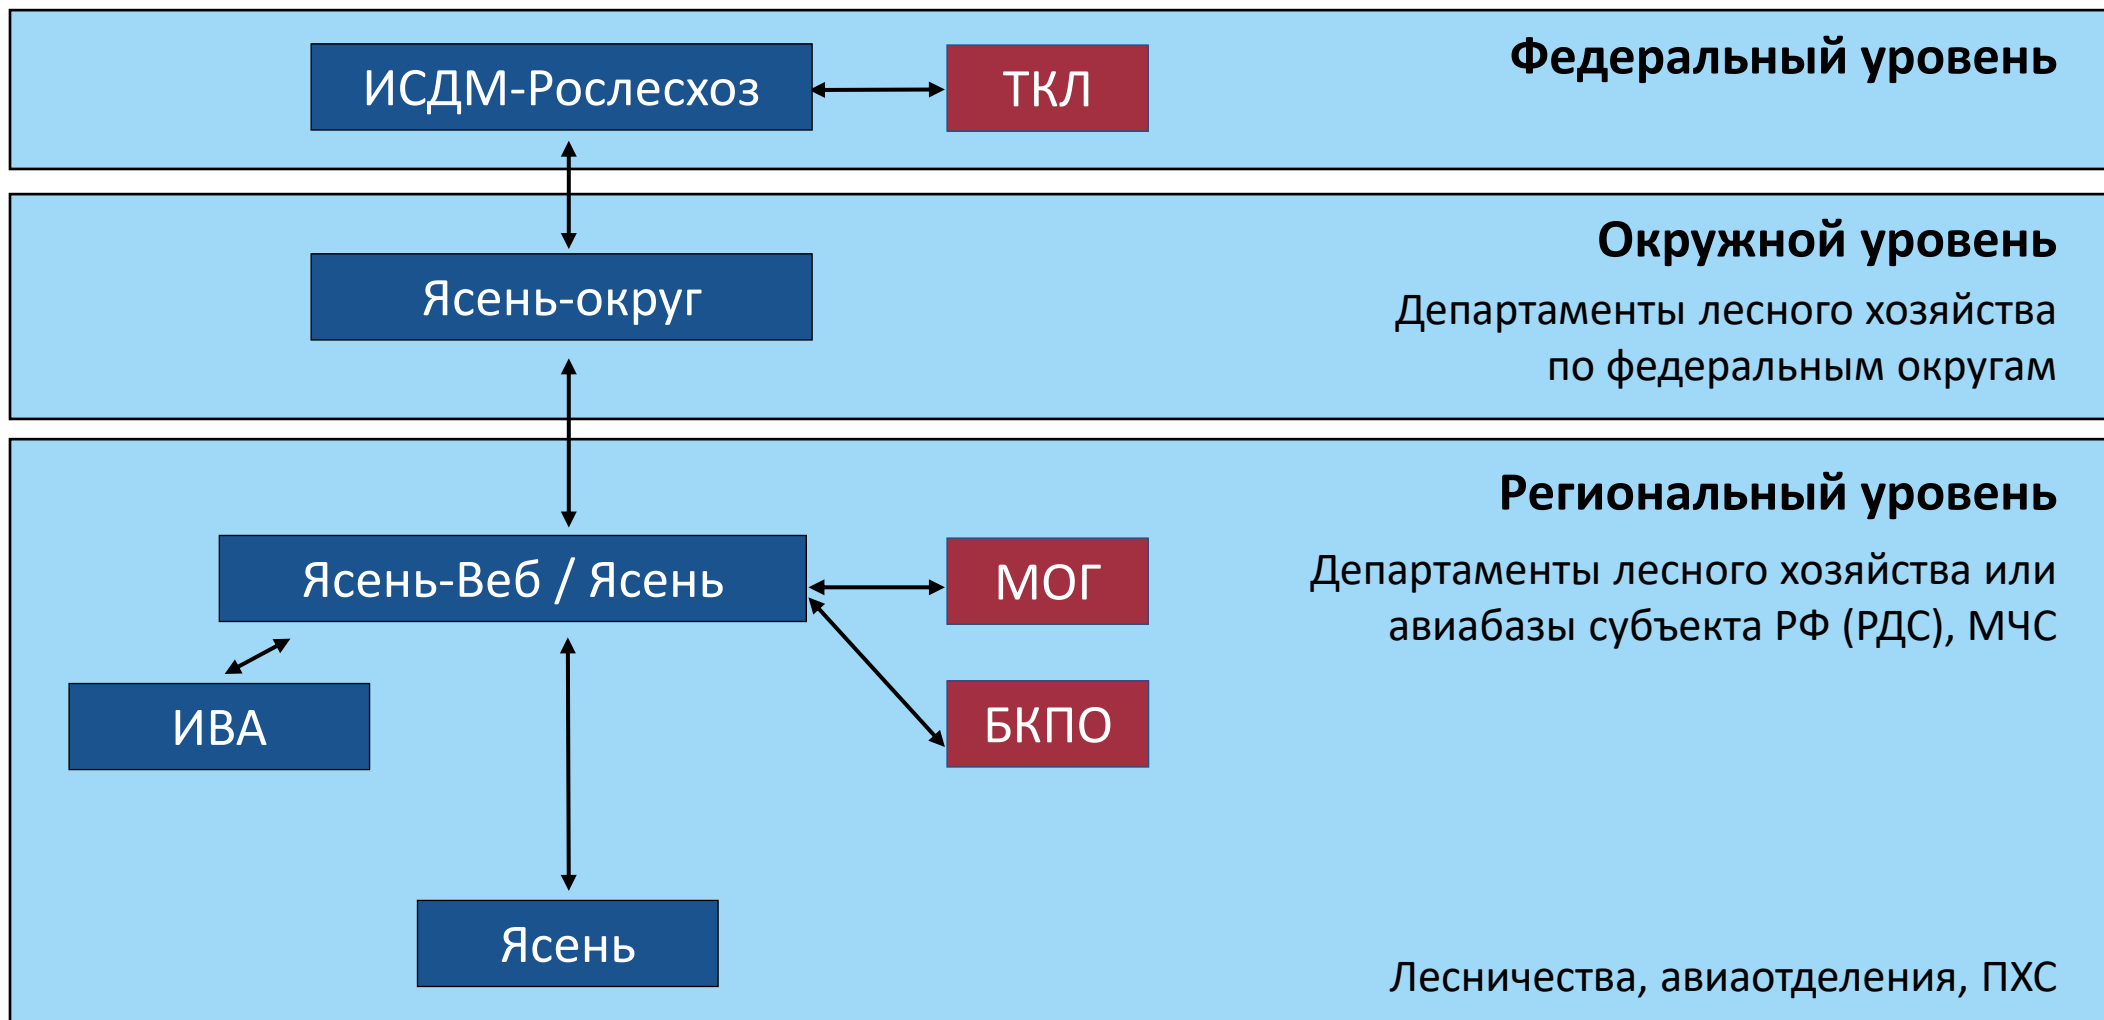 Федеральный уровень
ИСДМ-Рослесхоз
ТКЛ
Окружной уровень
Ясень-округ
Департаменты лесного хозяйства
по федеральным округам
Региональный уровень
Ясень-Веб / Ясень
МОГ
Департаменты лесного хозяйства или
авиабазы субъекта РФ (РДС), МЧС
ИВА
БКПО
Ясень
Лесничества, авиаотделения, ПХС